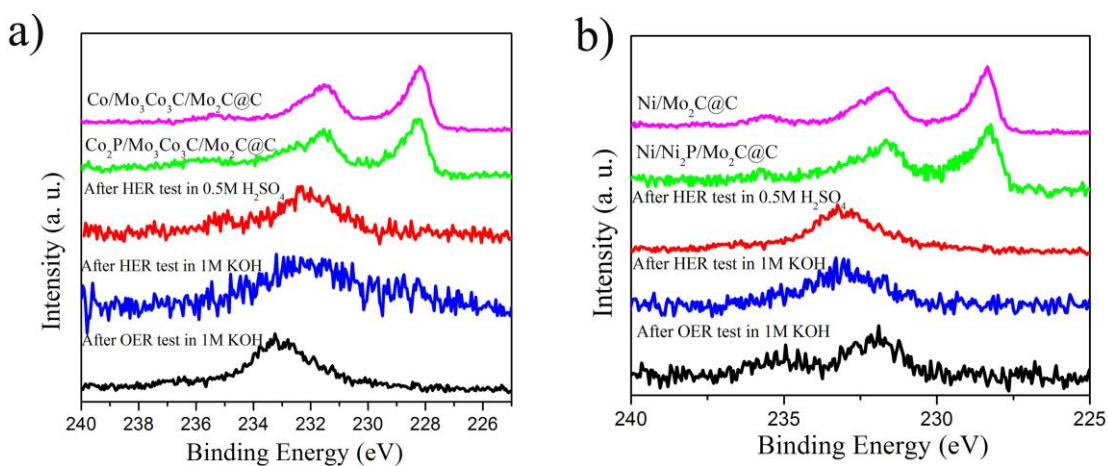 a)
Co/Mo₃Co₃C/Mo₂C@C
Co₂P/Mo₃Co₃C/Mo₂C@C
After HER test in 0.5M H₂SO₄
After HER test in 1M KOH
After OER test in 1M KOH
Intensity (a. u.)
240 238 236 234 232 230 228 226
Binding Energy (eV)
b)
Ni/Mo₂C@C
Ni/Ni₂P/Mo₂C@C
After HER test in 0.5M H₂SO₄
After HER test in 1M KOH
After OER test in 1M KOH
Intensity (a. u.)
240 235 230 225
Binding Energy (eV)